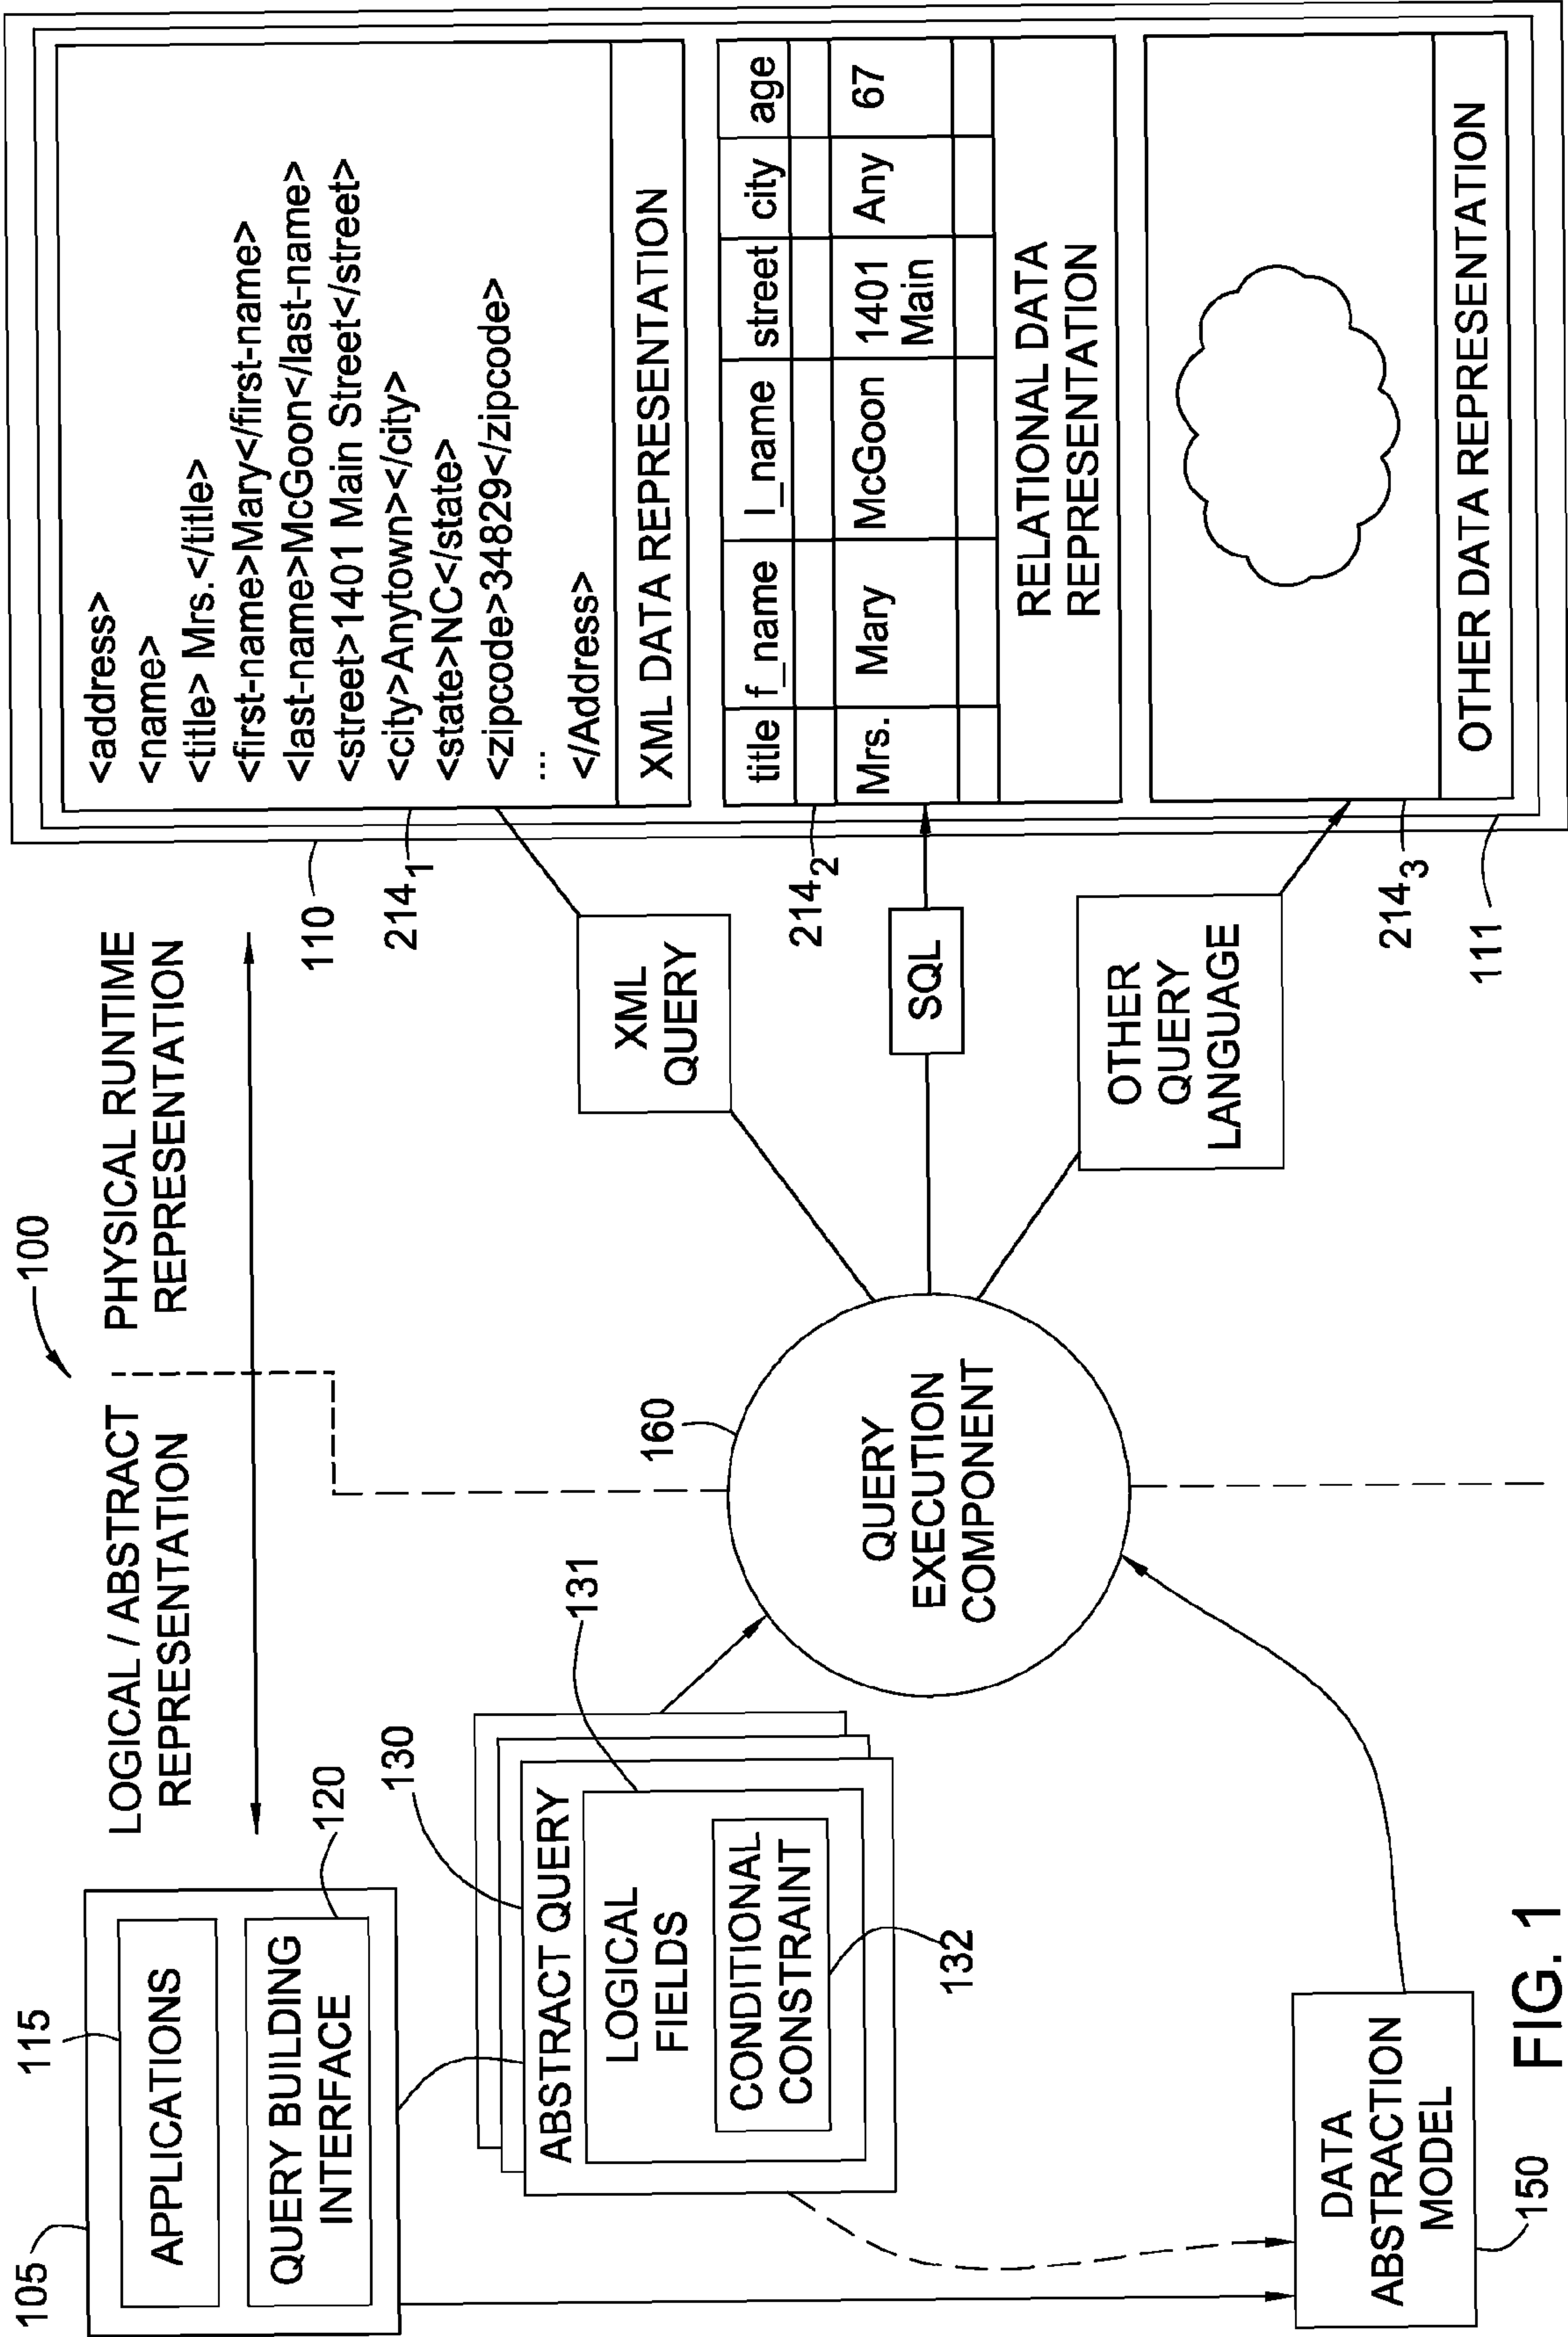 100
LOGICAL / ABSTRACT
REPRESENTATION
PHYSICAL RUNTIME
REPRESENTATION
105
115
APPLICATIONS
QUERY BUILDING
INTERFACE
120
130
ABSTRACT QUERY
131
LOGICAL
FIELDS
CONDITIONAL
CONSTRAINT
132
160
QUERY
EXECUTION
COMPONENT
DATA
ABSTRACTION
MODEL
150
XML
QUERY
SQL
OTHER
QUERY
LANGUAGE
110
214₁
<address>
<name>
<title> Mrs.</title>
<first-name>Mary</first-name>
<last-name>McGoon</last-name>
<street>1401 Main Street</street>
<city>Anytown></city>
<state>NC</state>
<zipcode>34829</zipcode>
...
</Address>
XML DATA REPRESENTATION
214₂
title f_name l_name street city age
Mrs. Mary McGoon 1401 Main Any 67
RELATIONAL DATA
REPRESENTATION
214₃
OTHER DATA REPRESENTATION
111
FIG. 1